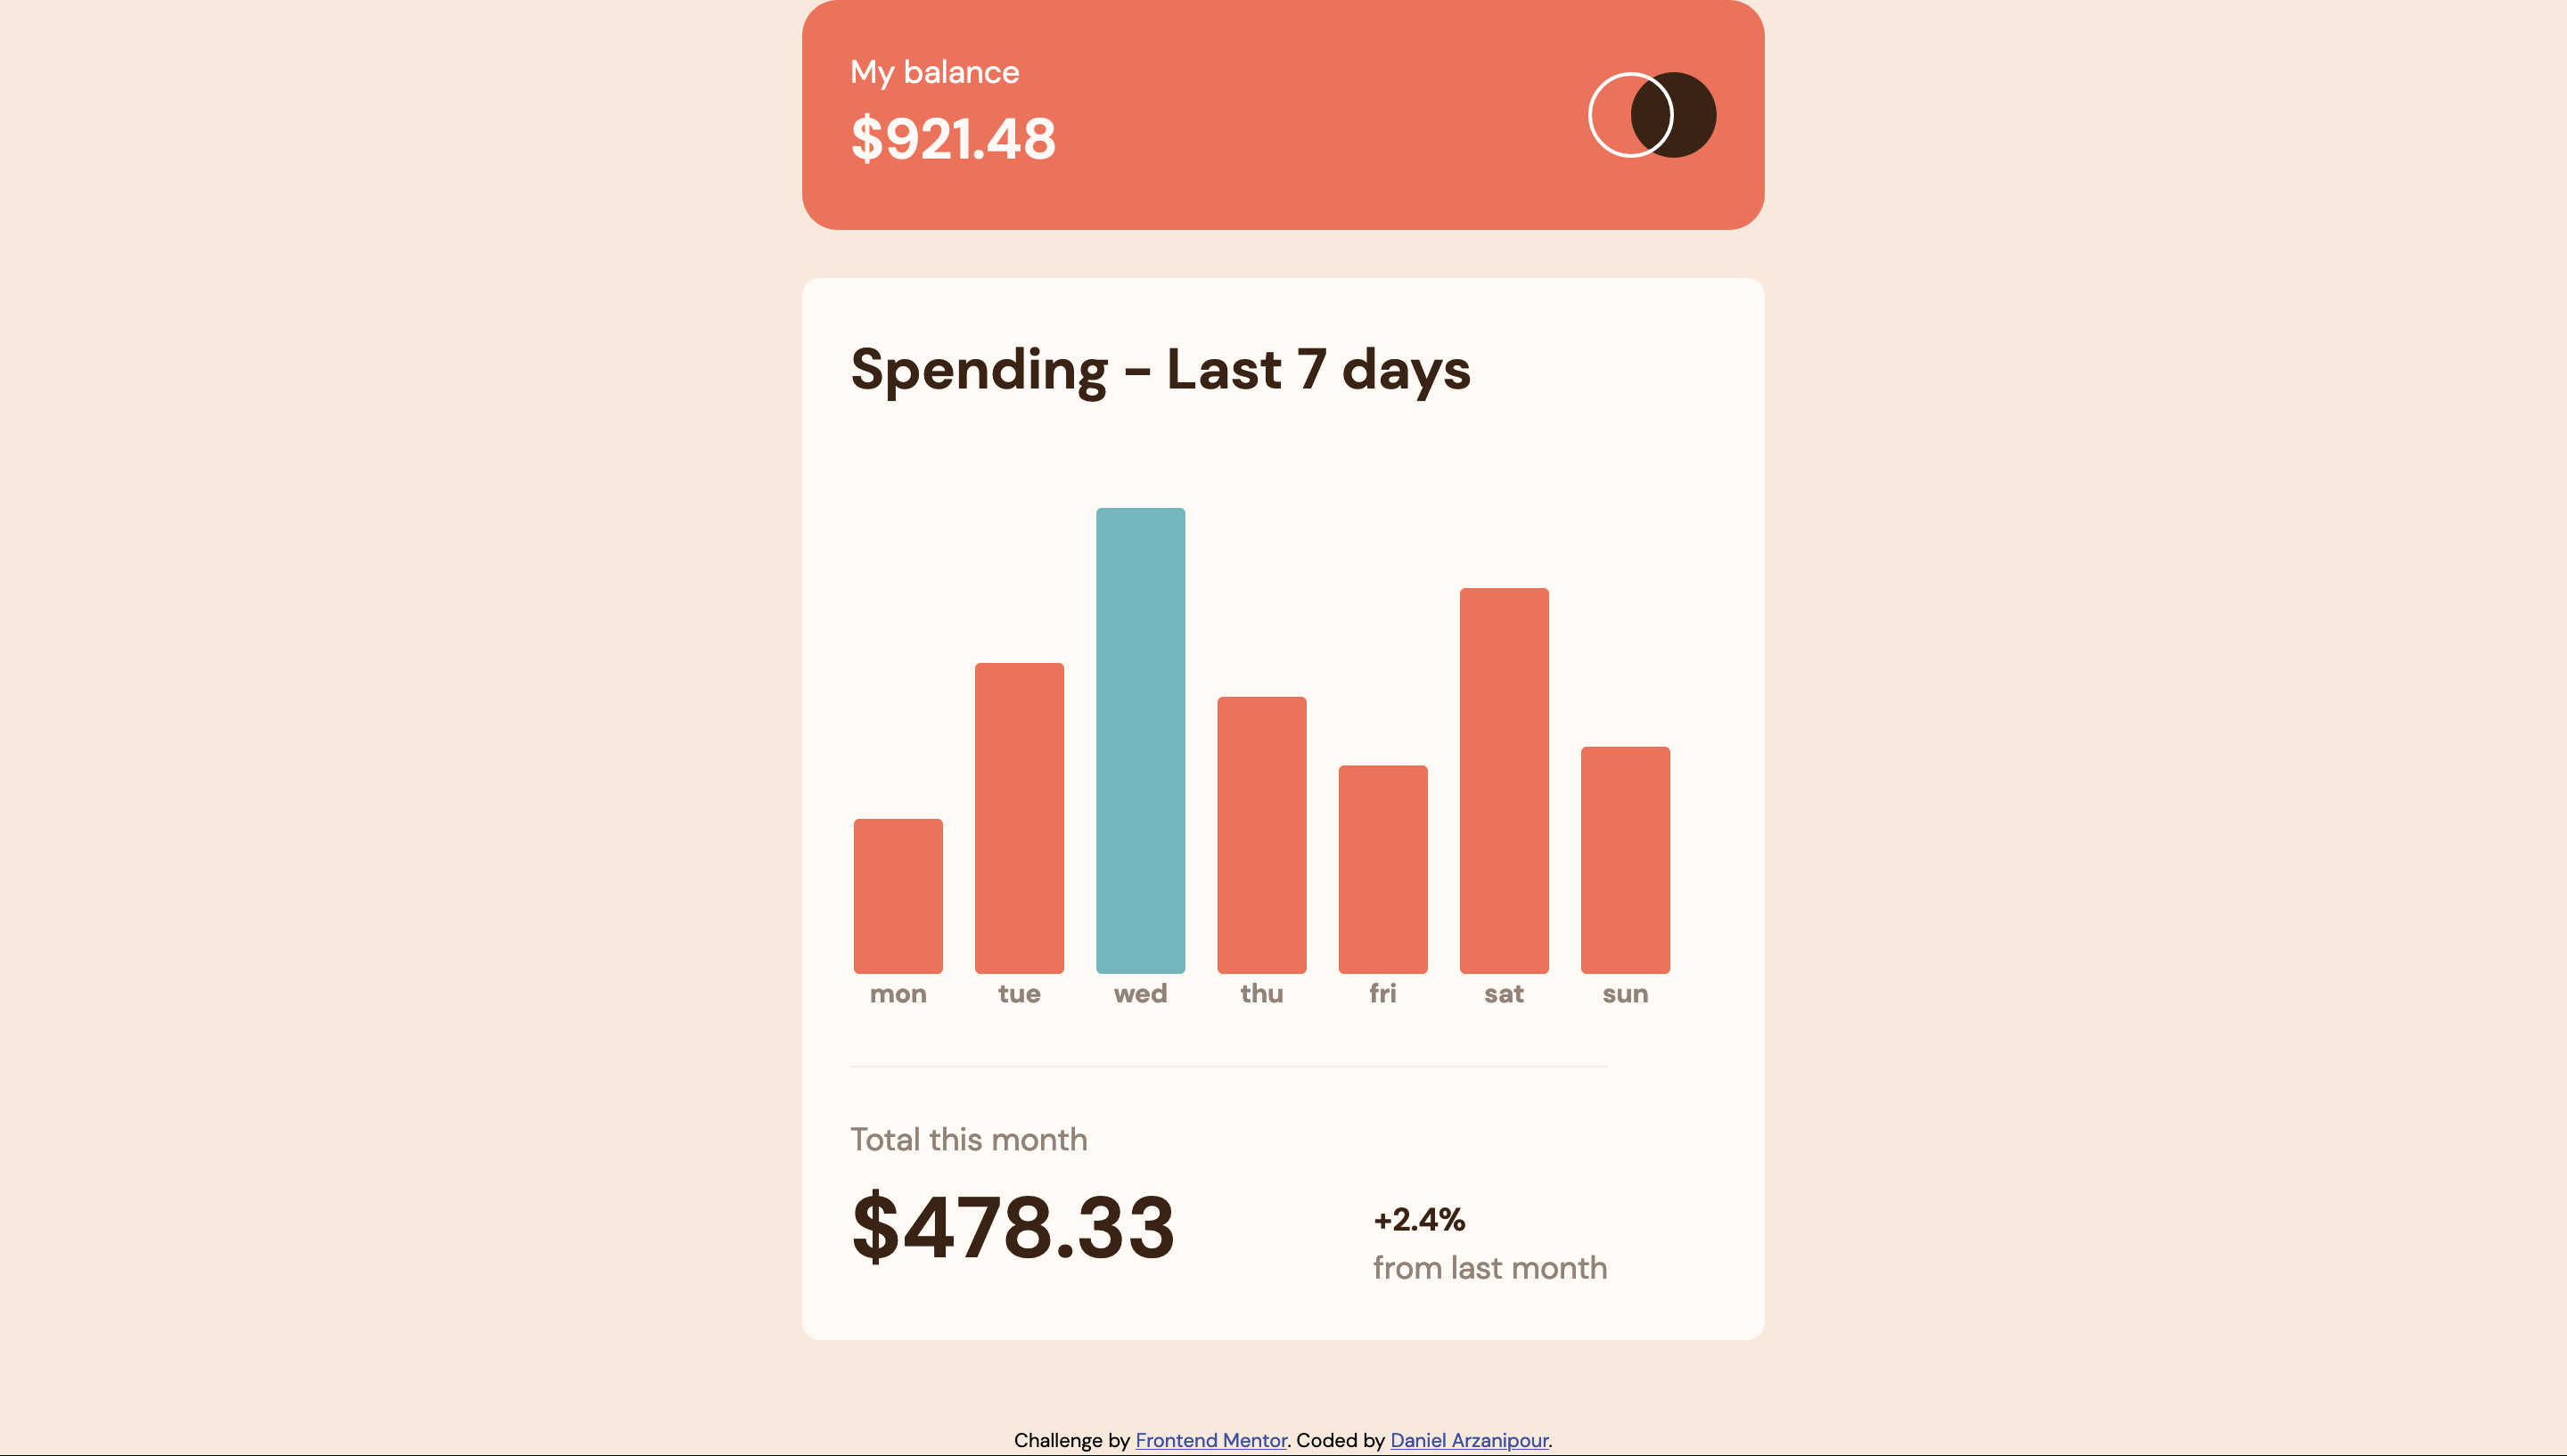 My balance
$921.48
Spending - Last 7 days
mon tue wed thu fri sat sun
Total this month
$478.33
+2.4%
from last month
Challenge by Frontend Mentor. Coded by Daniel Arzanipour.